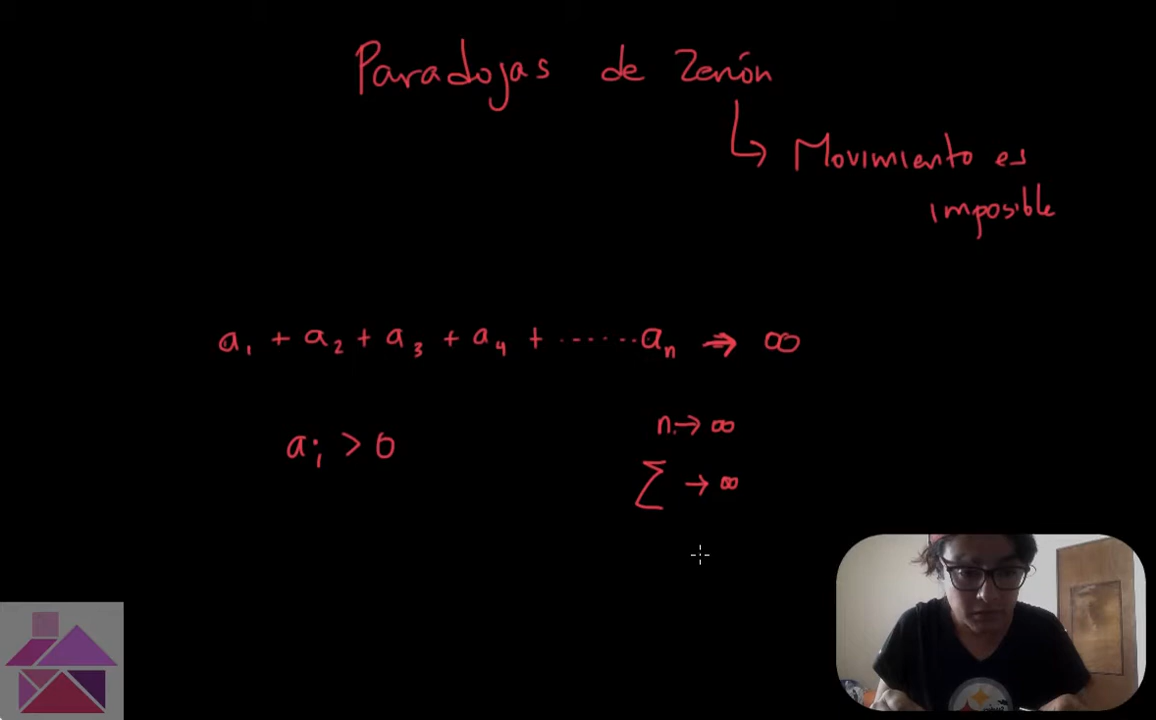 Paradojas de Zenón
↳ Movimiento es
imposible
a₁ + a₂ + a₃ + a₄ + ......aₙ → ∞
n → ∞
aᵢ > 0
∑ → ∞